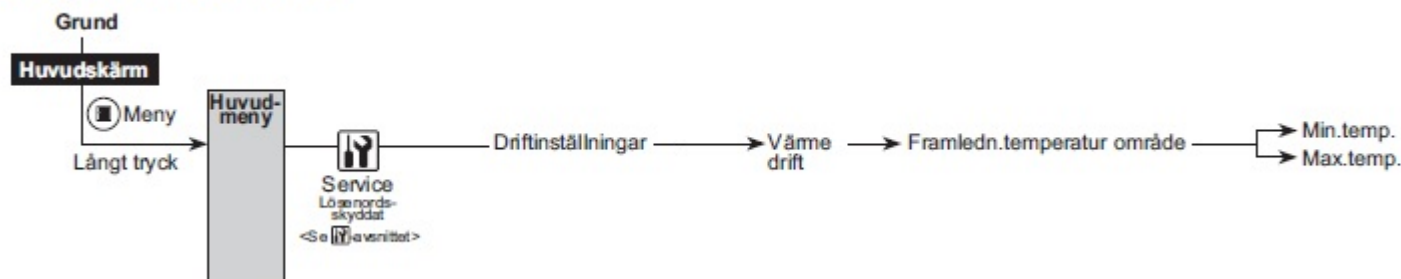 Grund
Huvudskärm
Meny
Långt tryck
Huvud-
meny
Service
Lösenords-
skyddat
<Se avsnittet>
Driftinställningar
Värme
drift
Framledn.temperatur område
Min.temp.
Max.temp.